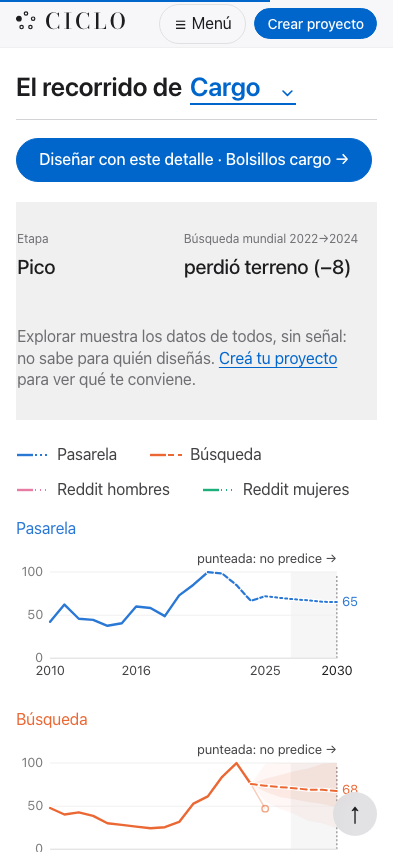 CICLO
≡ Menú
Crear proyecto
El recorrido de Cargo
Diseñar con este detalle · Bolsillos cargo →
Etapa
Búsqueda mundial 2022→2024
Pico
perdió terreno (−8)
Explorar muestra los datos de todos, sin señal:
no sabe para quién diseñás. Creá tu proyecto
para ver qué te conviene.
Pasarela
Búsqueda
Reddit hombres
Reddit mujeres
Pasarela
punteada: no predice →
100
50
0
65
2010
2016
2025
2030
Búsqueda
punteada: no predice →
100
50
0
68
↑